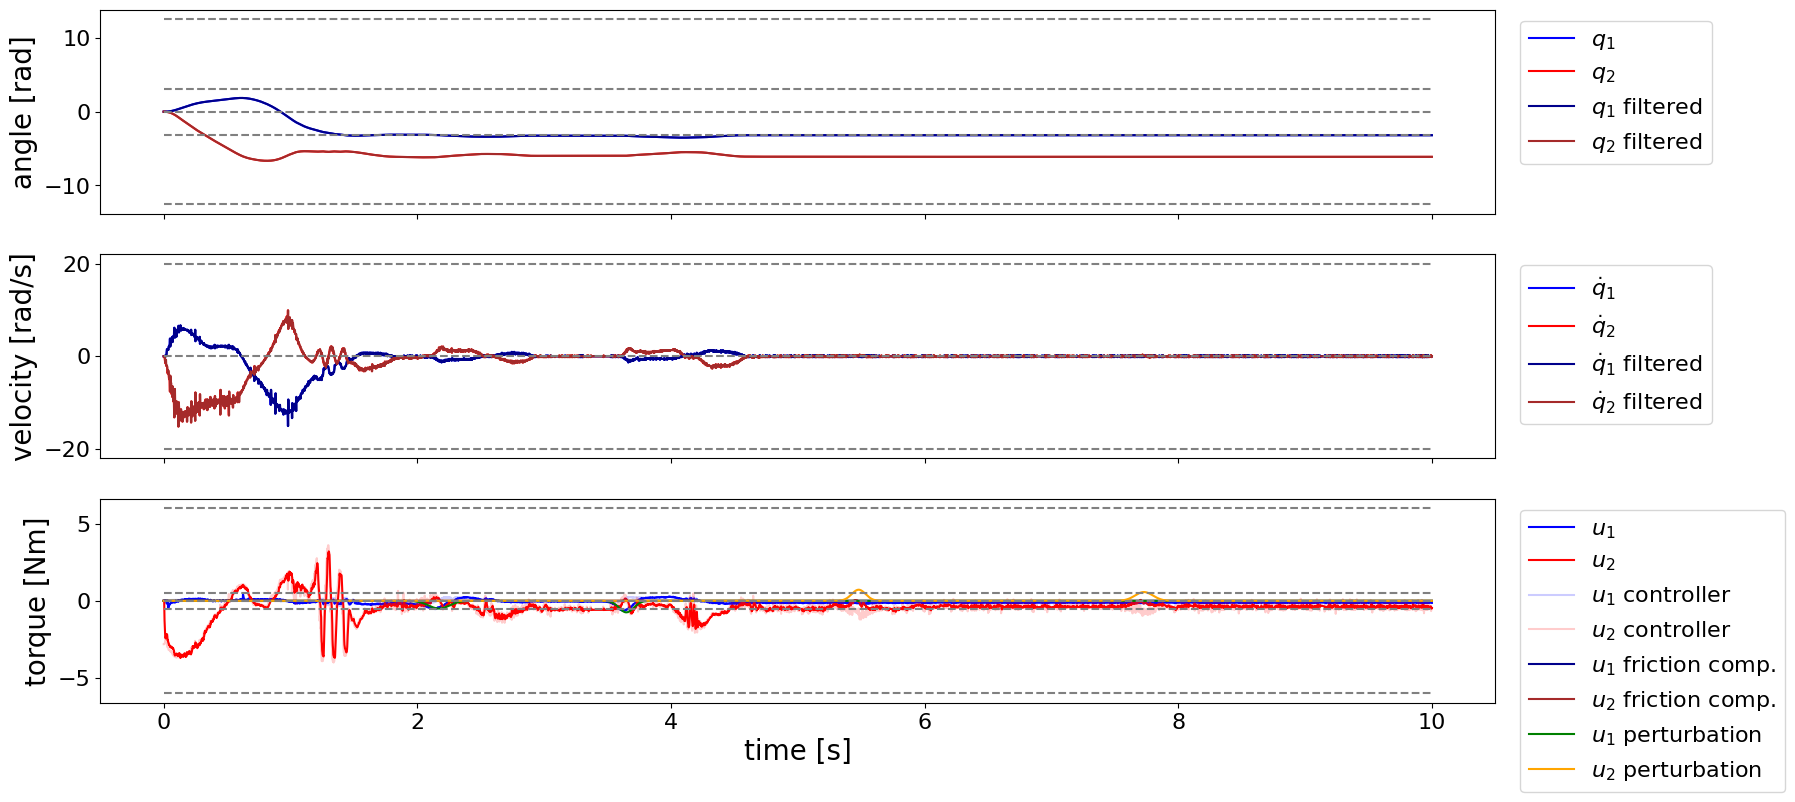 angle [rad]
10
0
−10
q₁
q₂
q₁ filtered
q₂ filtered
velocity [rad/s]
20
0
−20
q̇₁
q̇₂
q̇₁ filtered
q̇₂ filtered
torque [Nm]
5
0
−5
0 2 4 6 8 10
time [s]
u₁
u₂
u₁ controller
u₂ controller
u₁ friction comp.
u₂ friction comp.
u₁ perturbation
u₂ perturbation